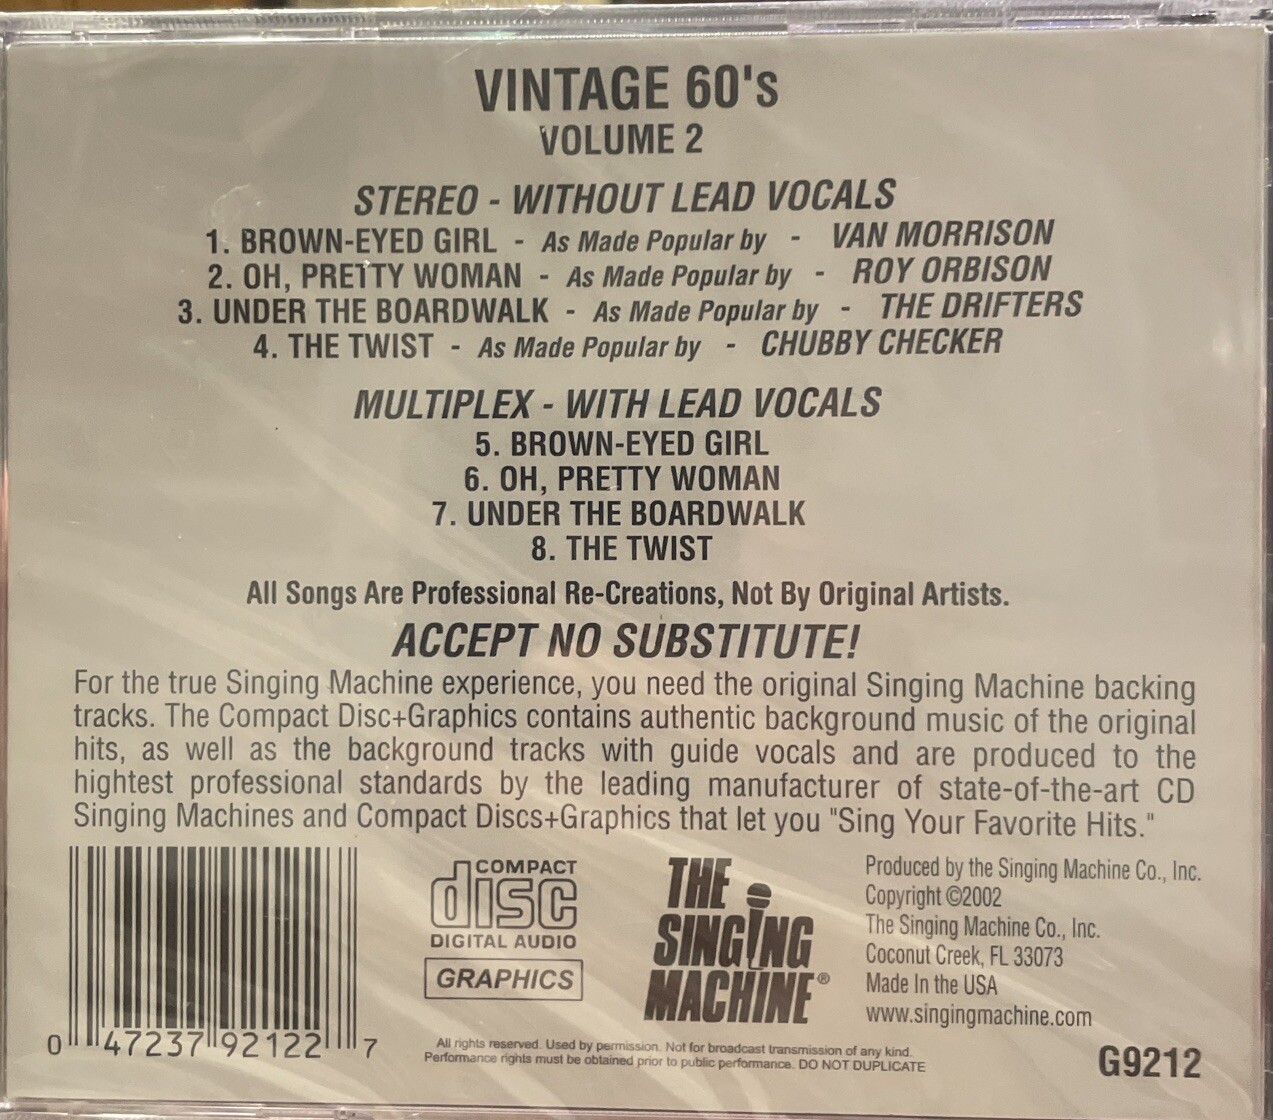 VINTAGE 60's
VOLUME 2
STEREO - WITHOUT LEAD VOCALS
1. BROWN-EYED GIRL - As Made Popular by - VAN MORRISON
2. OH, PRETTY WOMAN - As Made Popular by - ROY ORBISON
3. UNDER THE BOARDWALK - As Made Popular by - THE DRIFTERS
4. THE TWIST - As Made Popular by - CHUBBY CHECKER
MULTIPLEX - WITH LEAD VOCALS
5. BROWN-EYED GIRL
6. OH, PRETTY WOMAN
7. UNDER THE BOARDWALK
8. THE TWIST
All Songs Are Professional Re-Creations, Not By Original Artists.
ACCEPT NO SUBSTITUTE!
For the true Singing Machine experience, you need the original Singing Machine backing
tracks. The Compact Disc+Graphics contains authentic background music of the original
hits, as well as the background tracks with guide vocals and are produced to the
hightest professional standards by the leading manufacturer of state-of-the-art CD
Singing Machines and Compact Discs+Graphics that let you "Sing Your Favorite Hits."
0 47237 92122 7
COMPACT
disc
DIGITAL AUDIO
GRAPHICS
THE
SINGING
MACHINE®
Produced by the Singing Machine Co., Inc.
Copyright ©2002
The Singing Machine Co., Inc.
Coconut Creek, FL 33073
Made In the USA
www.singingmachine.com
All rights reserved. Used by permission. Not for broadcast transmission of any kind.
Performance rights must be obtained prior to public performance. DO NOT DUPLICATE
G9212